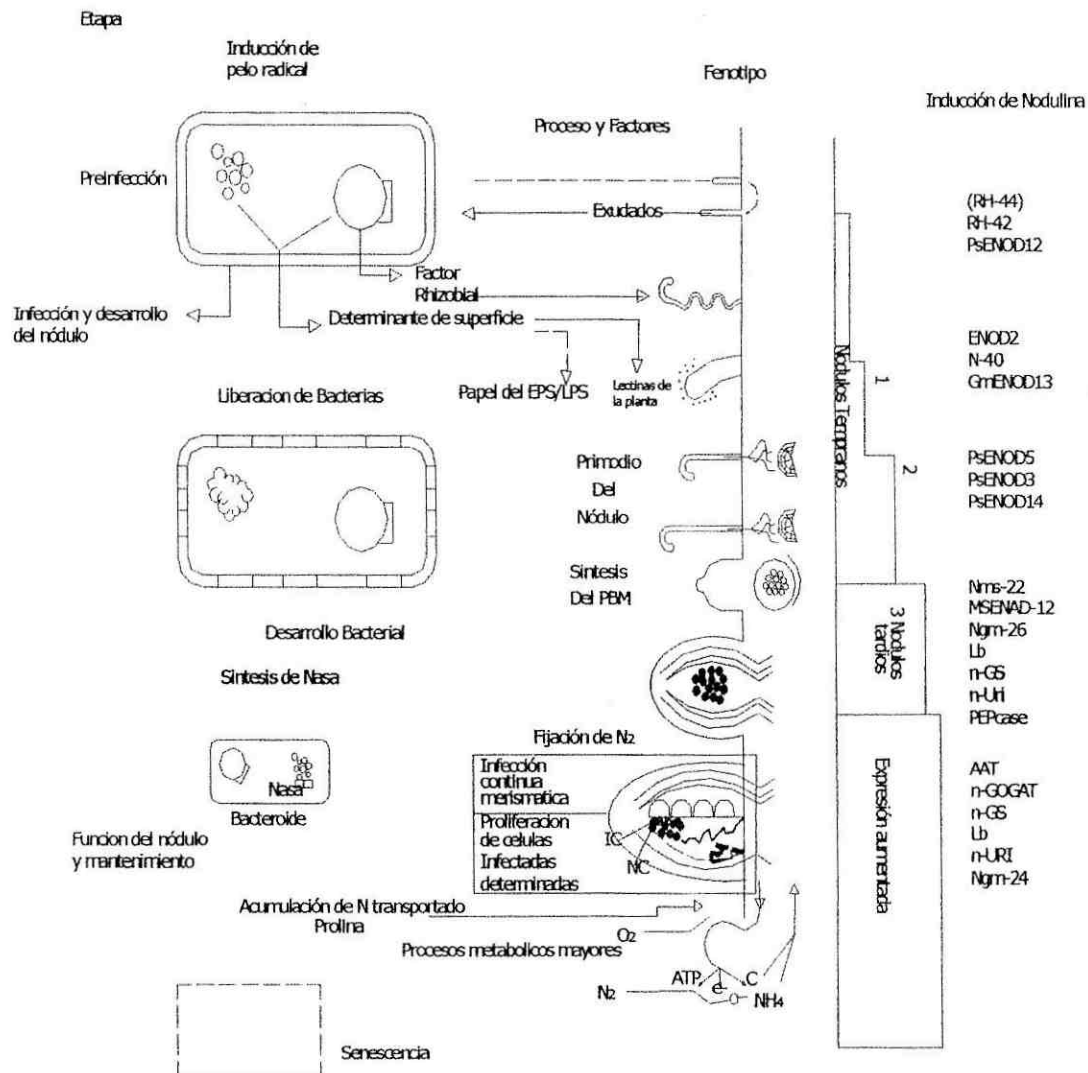 Etapa
Inducción de
pelo radical
Fenotipo
Inducción de Nodulina
Proceso y Factores
Preinfección
Exudados
(RH-44)
RH-42
PsENOD12
Factor
Rhizobial
Infección y desarrollo
del nódulo
Determinante de superficie
Papel del EPS/LPS
Lectinas de
la planta
Nodulos Tempranos
1
ENOD2
N-40
GmENOD13
Liberacion de Bacterias
Primodio
Del
Nódulo
2
PsENOD5
PsENOD3
PsENOD14
Sintesis
Del PBM
3 Nodulos
tardios
Nms-22
MSENAD-12
Ngm-26
Lb
n-GS
n-Uri
PEPcase
Desarrollo Bacterial
Sintesis de Nasa
Fijación de N2
Infección
continua
merismatica
Proliferacion
de celulas
Infectadas
determinadas
IC
NC
Nasa
Bacteroide
Funcion del nódulo
y mantenimiento
Expresión aumentada
AAT
n-GOGAT
n-GS
Lb
n-URI
Ngm-24
Acumulación de N transportado
Prolina
O2
Procesos metabolicos mayores
ATP
e
C
N2
NH4
Senescencia